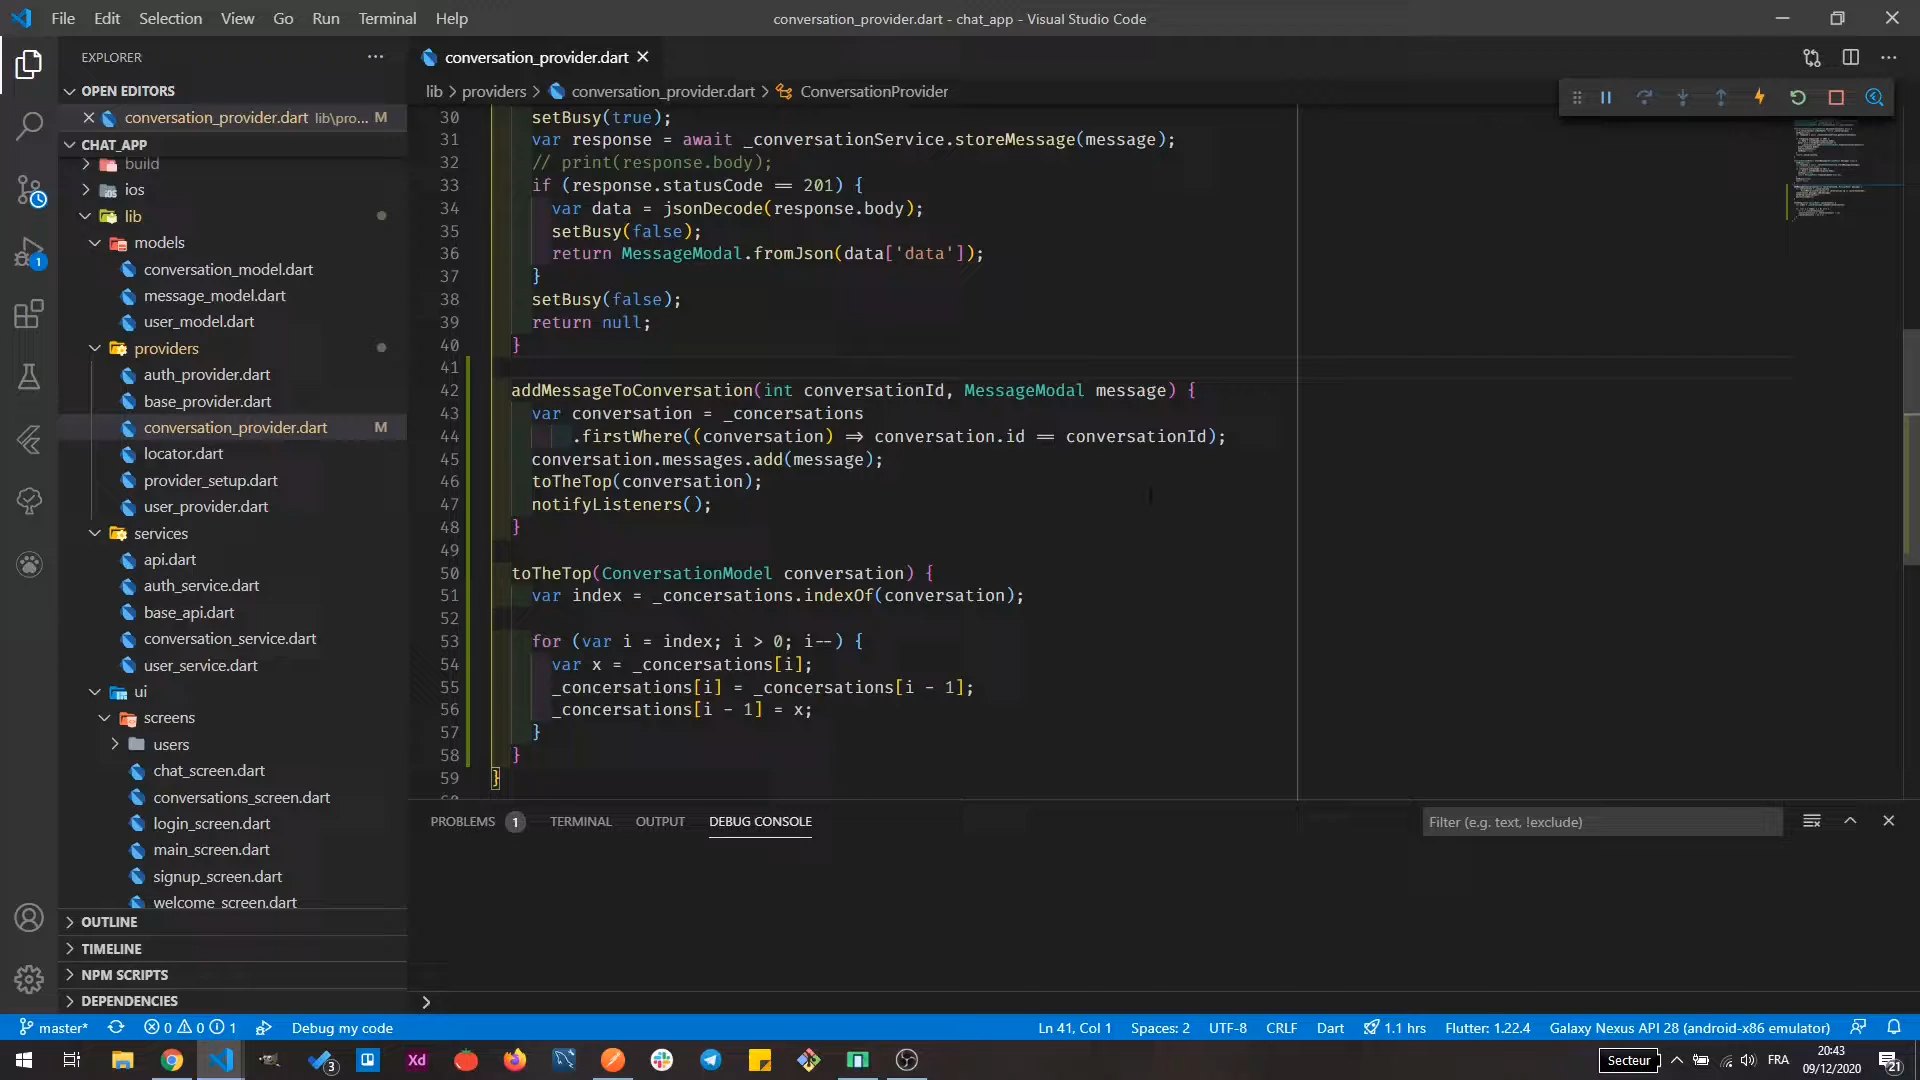 File Edit Selection View Go Run Terminal Help
conversation_provider.dart - chat_app - Visual Studio Code
EXPLORER
OPEN EDITORS
conversation_provider.dart lib\pro... M
CHAT_APP
build
ios
lib
models
conversation_model.dart
message_model.dart
user_model.dart
providers
auth_provider.dart
base_provider.dart
conversation_provider.dart M
locator.dart
provider_setup.dart
user_provider.dart
services
api.dart
auth_service.dart
base_api.dart
conversation_service.dart
user_service.dart
ui
screens
users
chat_screen.dart
conversations_screen.dart
login_screen.dart
main_screen.dart
signup_screen.dart
welcome_screen.dart
OUTLINE
TIMELINE
NPM SCRIPTS
DEPENDENCIES
1
conversation_provider.dart
lib > providers > conversation_provider.dart > ConversationProvider
30 setBusy(true);
31 var response = await _conversationService.storeMessage(message);
32 // print(response.body);
33 if (response.statusCode == 201) {
34 var data = jsonDecode(response.body);
35 setBusy(false);
36 return MessageModal.fromJson(data['data']);
37 }
38 setBusy(false);
39 return null;
40 }
41
42 addMessageToConversation(int conversationId, MessageModal message) {
43 var conversation = _concersations
44 .firstWhere((conversation) => conversation.id == conversationId);
45 conversation.messages.add(message);
46 toTheTop(conversation);
47 notifyListeners();
48 }
49
50 toTheTop(ConversationModel conversation) {
51 var index = _concersations.indexOf(conversation);
52
53 for (var i = index; i > 0; i--) {
54 var x = _concersations[i];
55 _concersations[i] = _concersations[i - 1];
56 _concersations[i - 1] = x;
57 }
58 }
59 }
PROBLEMS 1 TERMINAL OUTPUT DEBUG CONSOLE
Filter (e.g. text, !exclude)
master* 0 0 1 Debug my code
Ln 41, Col 1 Spaces: 2 UTF-8 CRLF Dart 1.1 hrs Flutter: 1.22.4 Galaxy Nexus API 28 (android-x86 emulator)
3
Xd
Secteur
FRA
20:43
09/12/2020
21